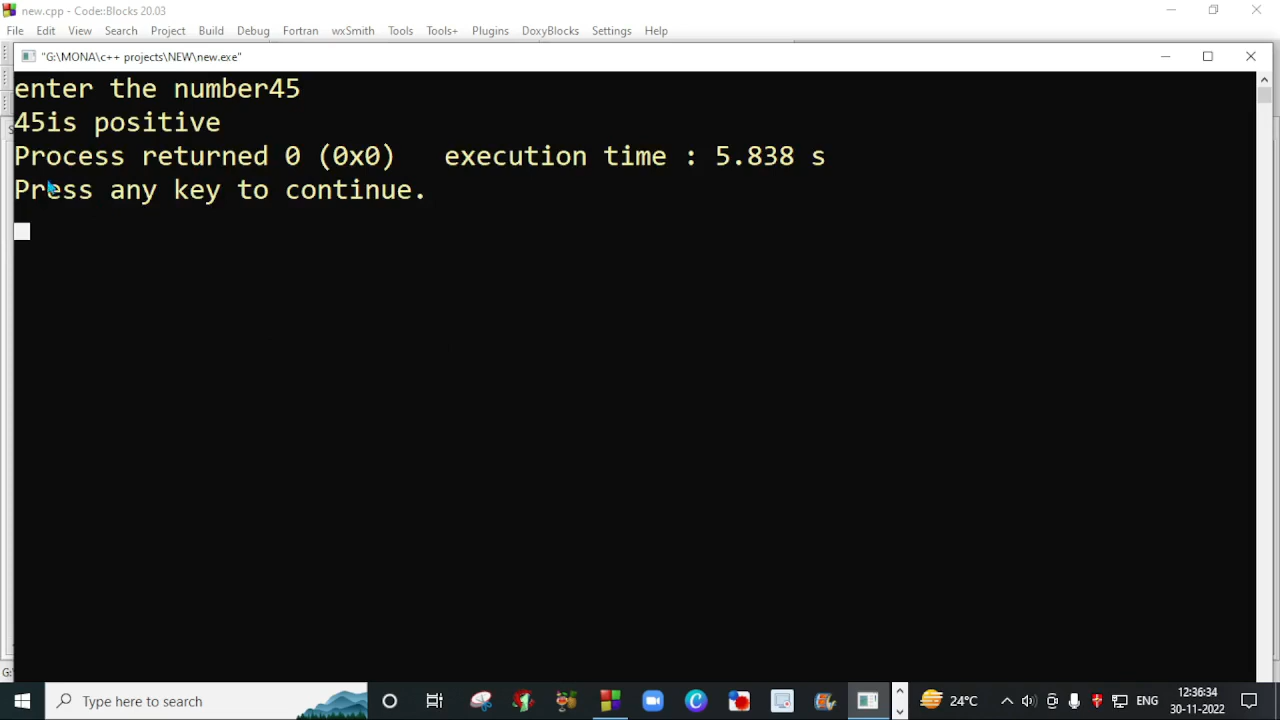 new.cpp - Code::Blocks 20.03
File Edit View Search Project Build Debug Fortran wxSmith Tools Tools+ Plugins DoxyBlocks Settings Help
"G:\MONA\c++ projects\NEW\new.exe"
enter the number45
45is positive
Process returned 0 (0x0)   execution time : 5.838 s
Press any key to continue.
Type here to search
24°C
ENG
12:36:34
30-11-2022